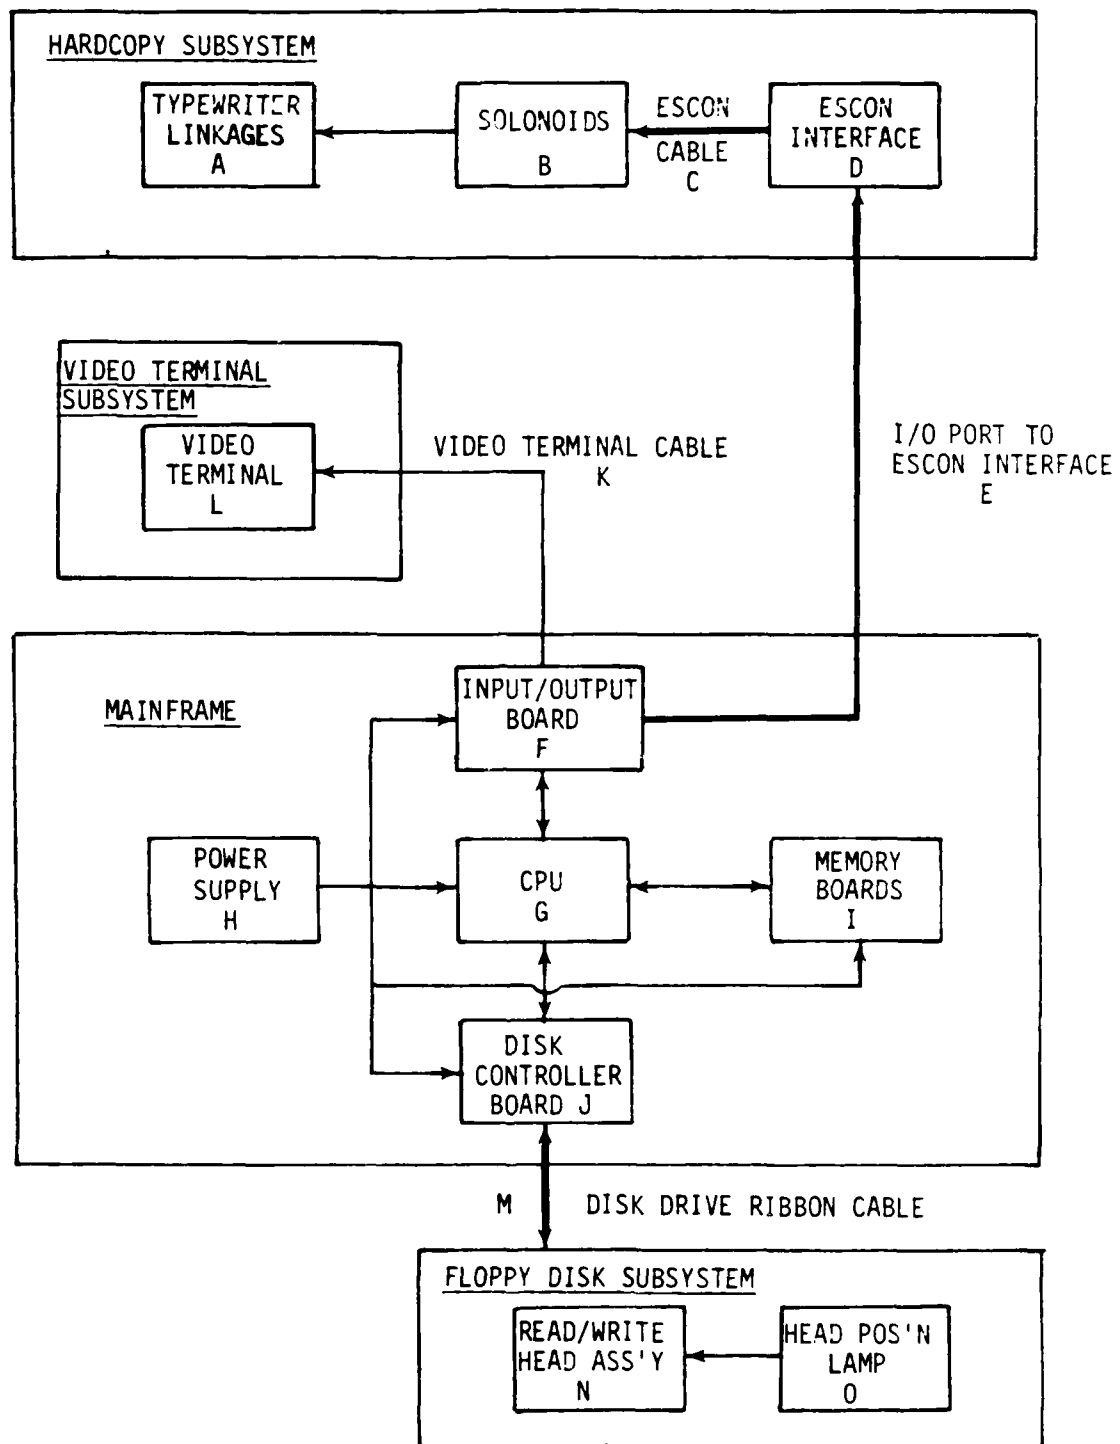 HARDCOPY SUBSYSTEM
TYPEWRITER
LINKAGES
A
SOLONOIDS
B
ESCON
CABLE
C
ESCON
INTERFACE
D
VIDEO TERMINAL
SUBSYSTEM
VIDEO
TERMINAL
L
VIDEO TERMINAL CABLE
K
I/O PORT TO
ESCON INTERFACE
E
MAINFRAME
INPUT/OUTPUT
BOARD
F
POWER
SUPPLY
H
CPU
G
MEMORY
BOARDS
I
DISK
CONTROLLER
BOARD J
M DISK DRIVE RIBBON CABLE
FLOPPY DISK SUBSYSTEM
READ/WRITE
HEAD ASS'Y
N
HEAD POS'N
LAMP
O